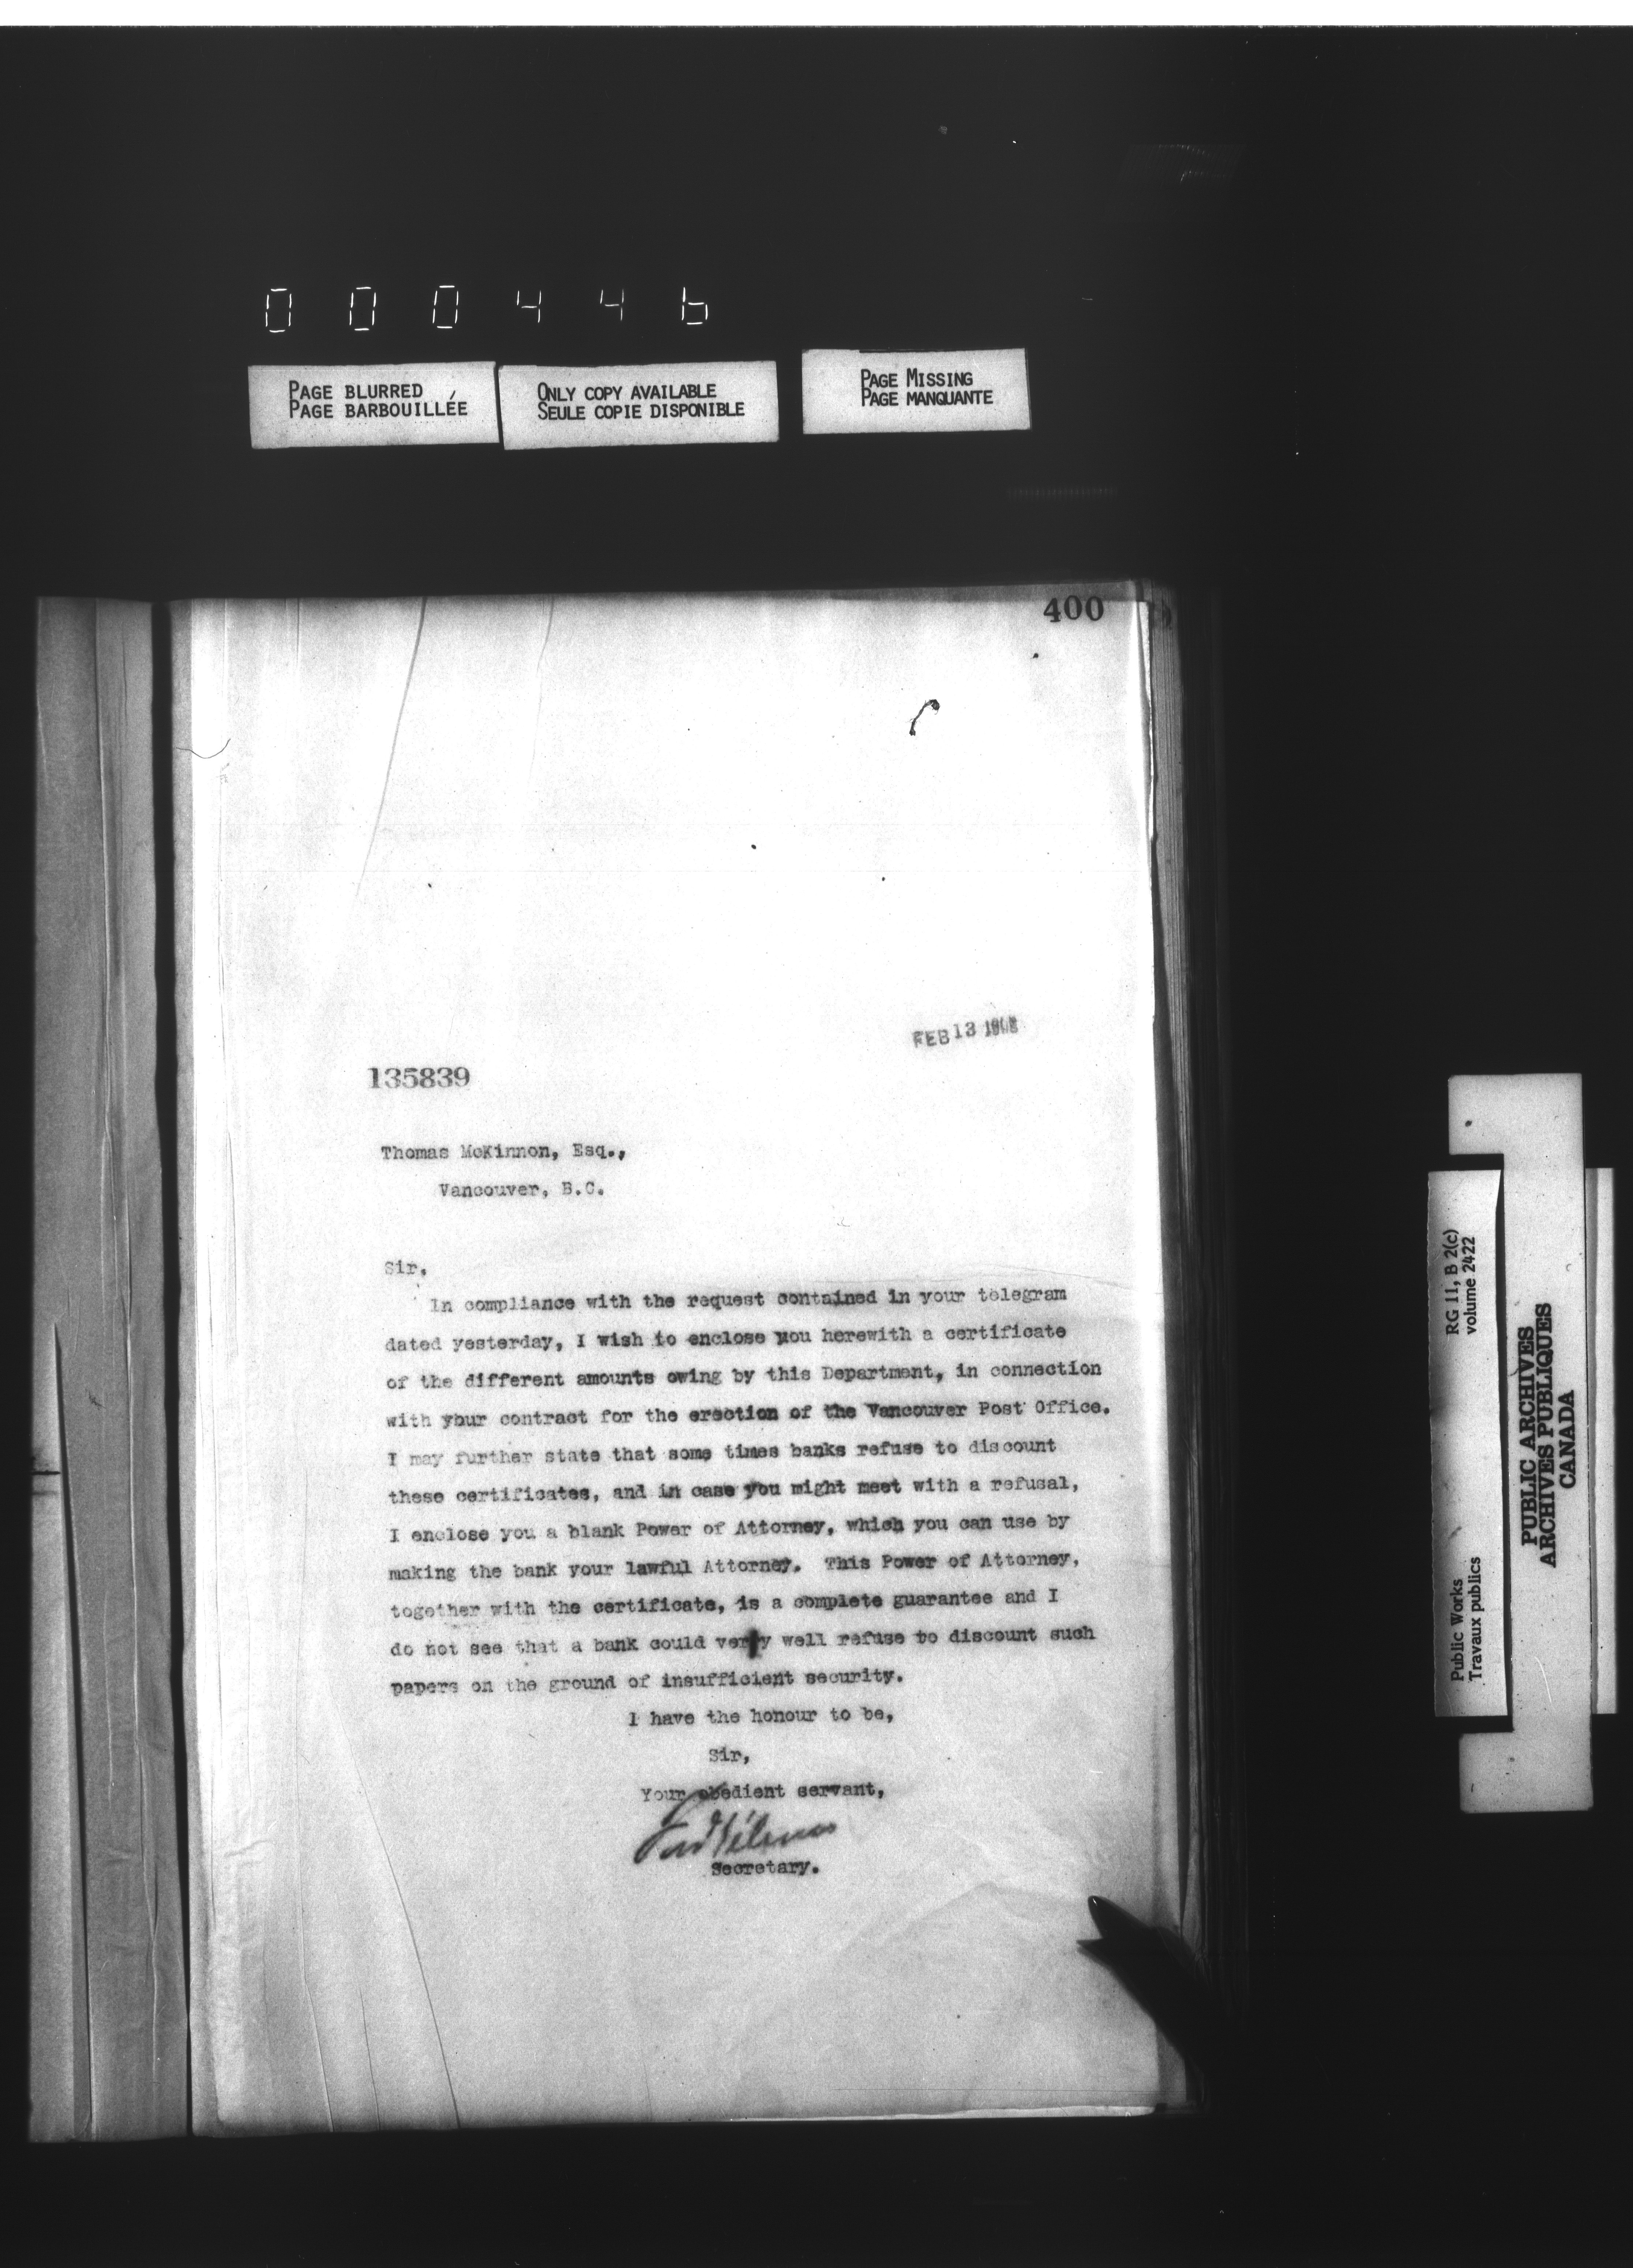 000446
PAGE BLURRED
PAGE BARBOUILLÉE
ONLY COPY AVAILABLE
SEULE COPIE DISPONIBLE
PAGE MISSING
PAGE MANQUANTE
400
FEB 13
135839
Thomas McKinnon, Esq.,
Vancouver, B.C.
Sir,
In compliance with the request contained in your telegram
dated yesterday, I wish to enclose you herewith a certificate
of the different amounts owing by this Department, in connection
with your contract for the erection of the Vancouver Post Office.
I may further state that some times banks refuse to discount
these certificates, and in case you might meet with a refusal,
I enclose you a blank Power of Attorney, which you can use by
making the bank your lawful Attorney. This Power of Attorney,
together with the certificate, is a complete guarantee and I
do not see that a bank could very well refuse to discount such
papers on the ground of insufficient security.
I have the honour to be,
Sir,
Your obedient servant,
Secretary.
RG 11, B 2(c)
volume 2422
Public Works
Travaux publics
PUBLIC ARCHIVES
ARCHIVES PUBLIQUES
CANADA